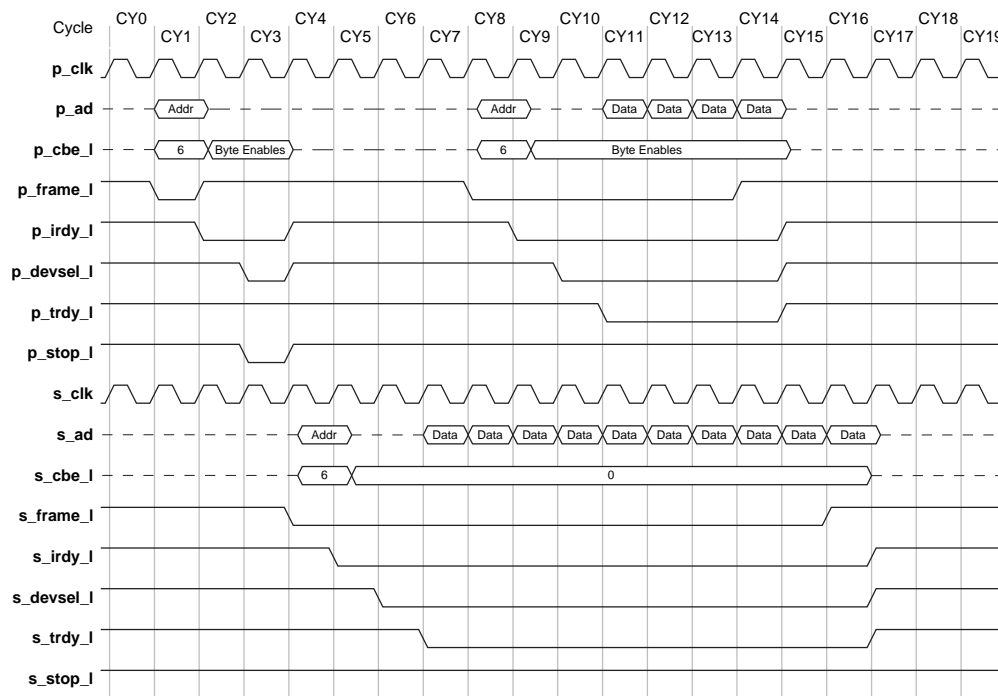 CY0 CY2 CY4 CY6 CY8 CY10 CY12 CY14 CY16 CY18
Cycle
CY1 CY3 CY5 CY7 CY9 CY11 CY13 CY15 CY17 CY19
p_clk
p_ad Addr Addr Data Data Data Data
p_cbe_l 6 Byte Enables 6 Byte Enables
p_frame_l
p_irdy_l
p_devsel_l
p_trdy_l
p_stop_l
s_clk
s_ad Addr Data Data Data Data Data Data Data Data Data Data
s_cbe_l 6 0
s_frame_l
s_irdy_l
s_devsel_l
s_trdy_l
s_stop_l